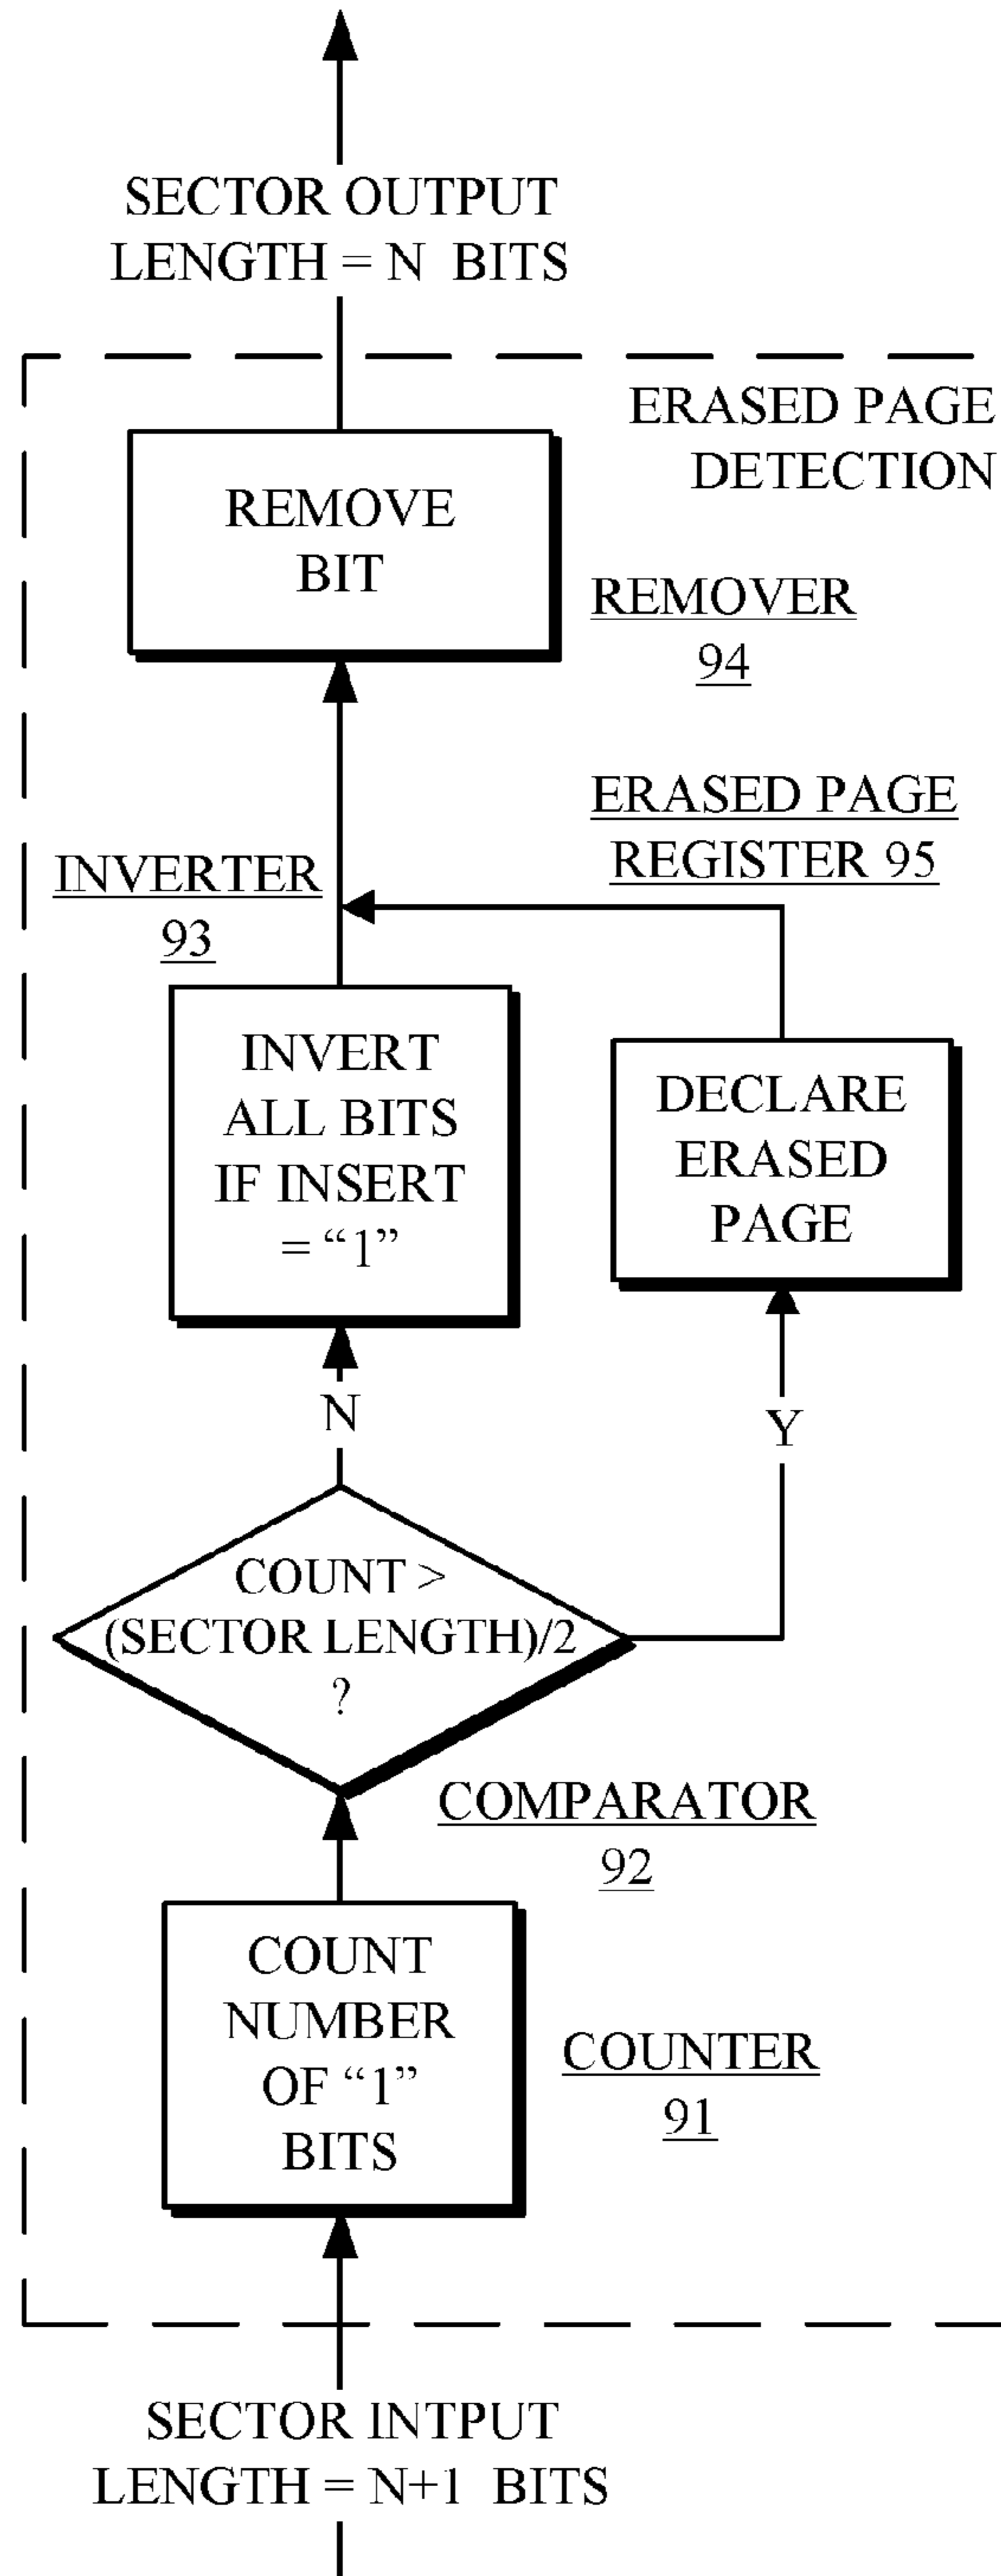 SECTOR OUTPUT
LENGTH = N BITS
ERASED PAGE
DETECTION
REMOVE
BIT
REMOVER
94
ERASED PAGE
REGISTER 95
INVERTER
93
INVERT
ALL BITS
IF INSERT
= “1”
DECLARE
ERASED
PAGE
N
Y
COUNT >
(SECTOR LENGTH)/2
?
COMPARATOR
92
COUNT
NUMBER
OF “1”
BITS
COUNTER
91
SECTOR INTPUT
LENGTH = N+1 BITS